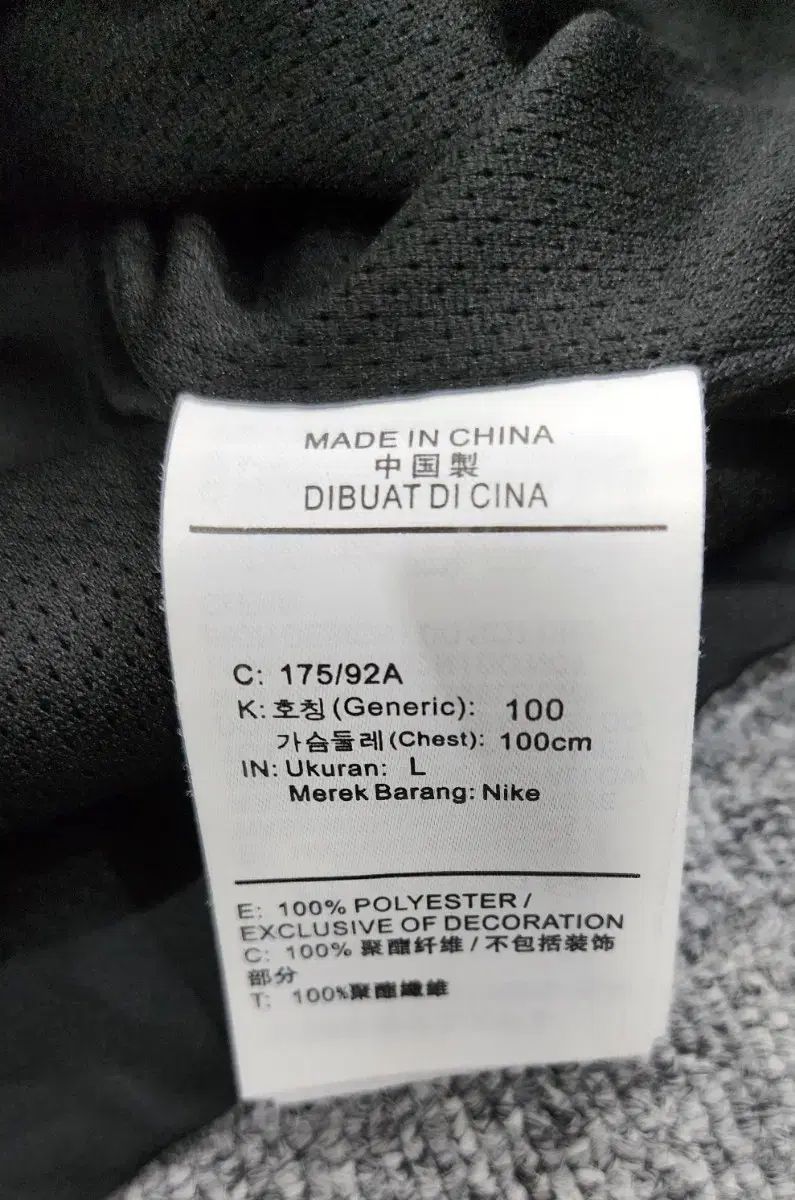 MADE IN CHINA
中国製
DIBUAT DI CINA
C: 175/92A
K: 호칭 (Generic): 100
가슴둘레 (Chest): 100cm
IN: Ukuran: L
Merek Barang: Nike
E: 100% POLYESTER /
EXCLUSIVE OF DECORATION
C: 100% 聚酯纤维 / 不包括装饰
部分
T: 100%聚酯纖維